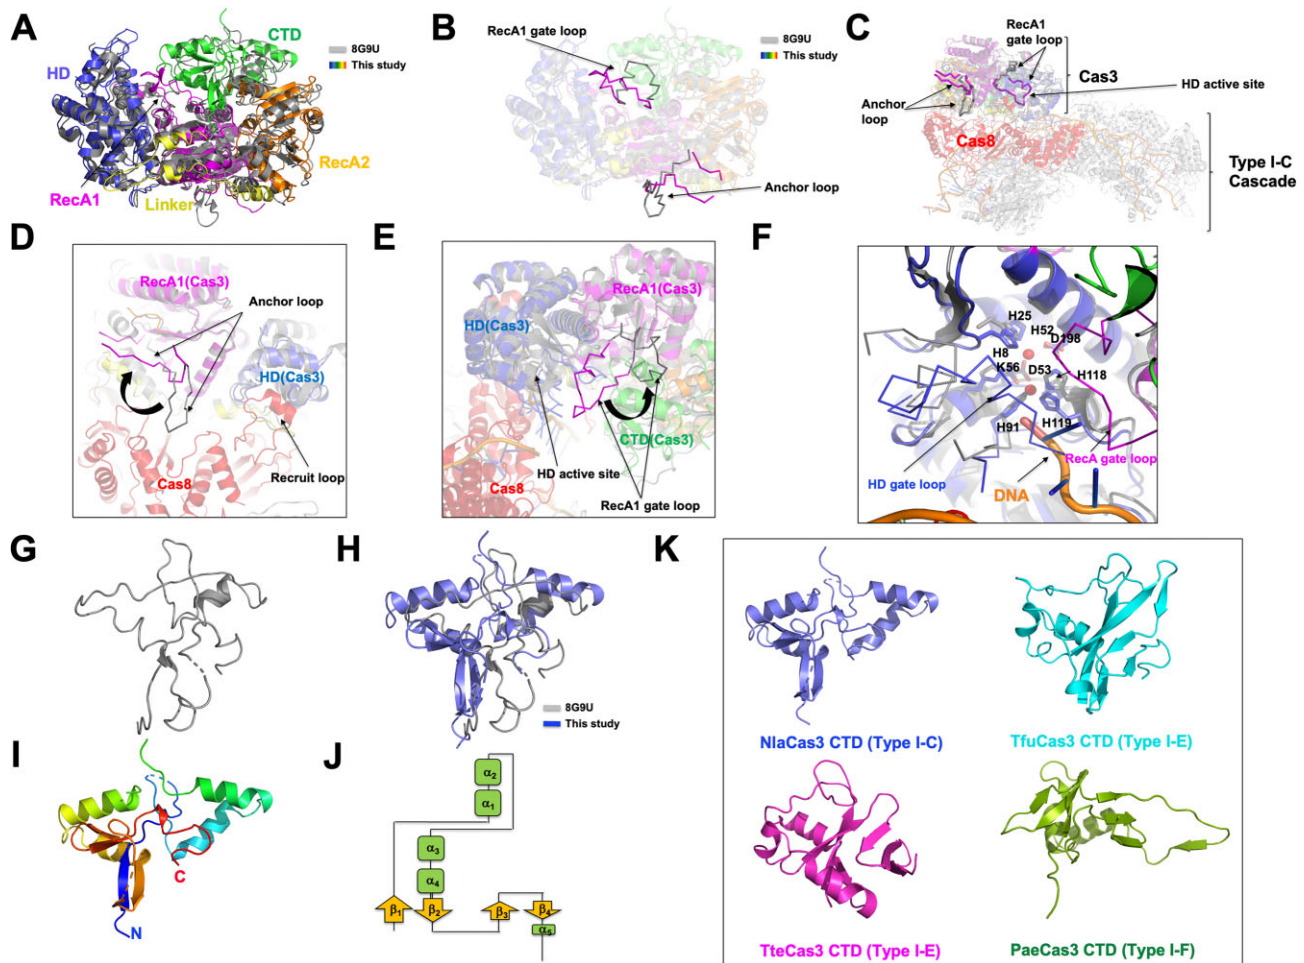 A
CTD
HD
8G9U
This study
RecA2
RecA1
Linker
B
RecA1 gate loop
8G9U
This study
Anchor loop
C
RecA1
gate loop
Cas3
HD active site
Anchor
loop
Cas8
Type I-C
Cascade
D
RecA1(Cas3)
Anchor loop
HD(Cas3)
Recruit loop
Cas8
E
RecA1(Cas3)
HD(Cas3)
CTD(Cas3)
HD active site
Cas8
RecA1 gate loop
F
H25
H52
D198
H8
K56
D53
H118
H91
H119
RecA gate loop
HD gate loop
DNA
G
H
8G9U
This study
I
C
N
J
α2
α1
α3
α4
β1
β2
β3
β4
α5
K
NlaCas3 CTD (Type I-C)
TfuCas3 CTD (Type I-E)
TteCas3 CTD (Type I-E)
PaeCas3 CTD (Type I-F)